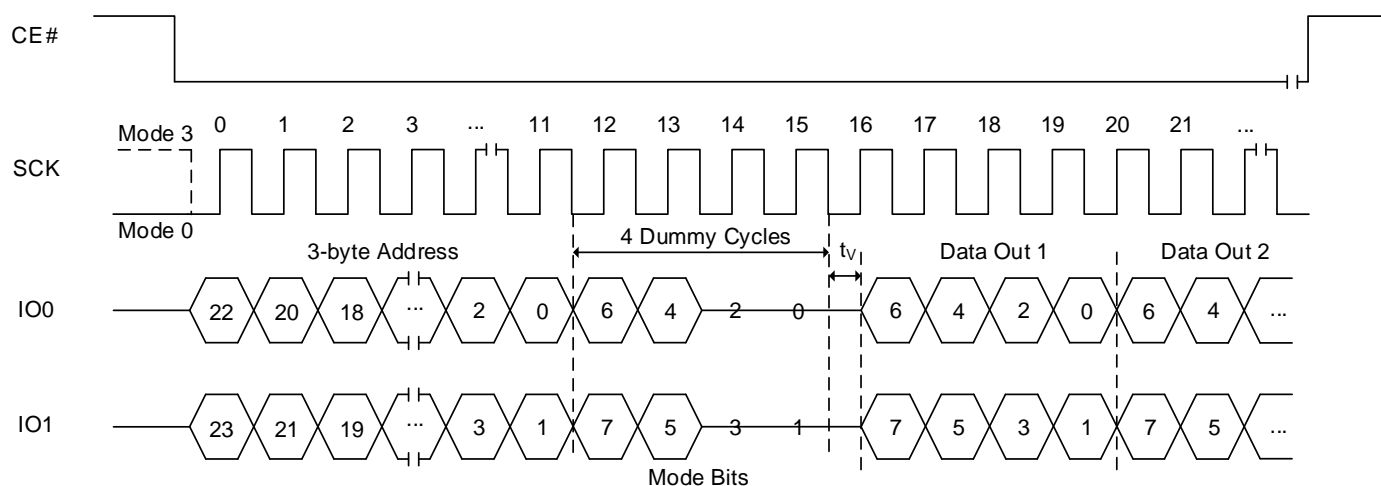 CE#
0 1 2 3 ... 11 12 13 14 15 16 17 18 19 20 21 ...
Mode 3
SCK
Mode 0
3-byte Address 4 Dummy Cycles tV Data Out 1 Data Out 2
IO0 22 20 18 ... 2 0 6 4 2 0 6 4 2 0 6 4 ...
IO1 23 21 19 ... 3 1 7 5 3 1 7 5 3 1 7 5 ...
Mode Bits